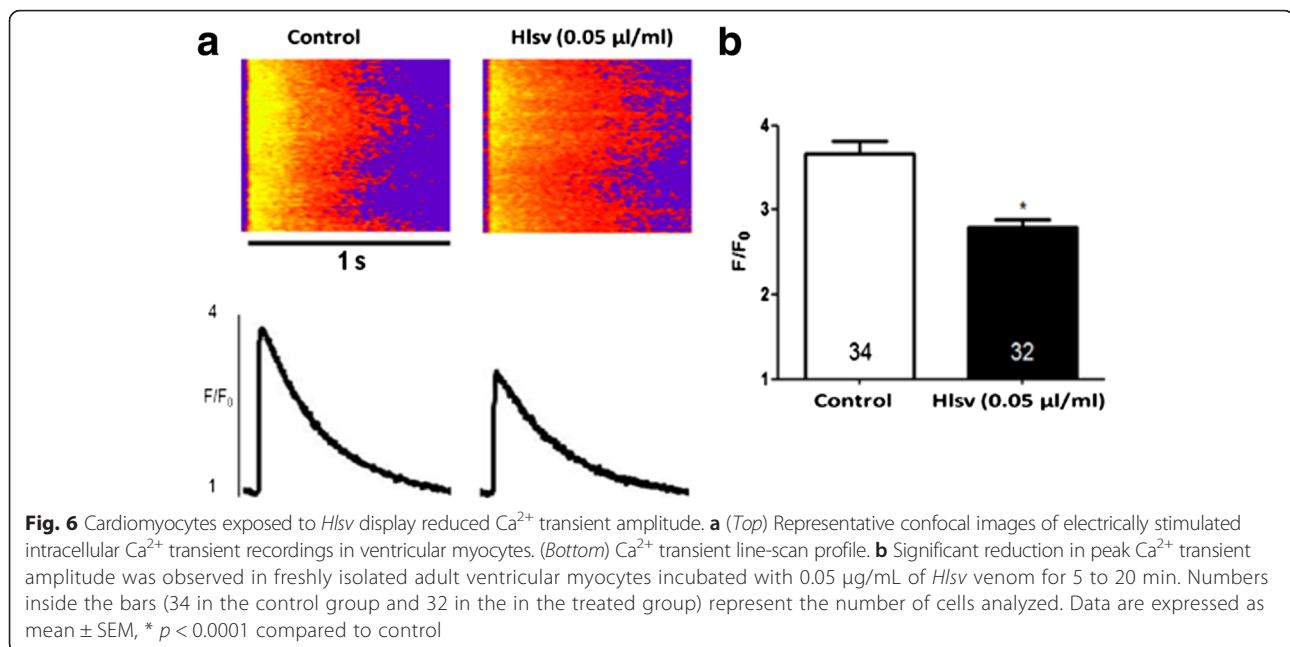 a
Control
Hlsv (0.05 µl/ml)
1 s
4
F/F0
1
b
4
3
F/F0
2
1
34
*
32
Control
Hlsv (0.05 µl/ml)
Fig. 6 Cardiomyocytes exposed to Hlsv display reduced Ca2+ transient amplitude. a (Top) Representative confocal images of electrically stimulated
intracellular Ca2+ transient recordings in ventricular myocytes. (Bottom) Ca2+ transient line-scan profile. b Significant reduction in peak Ca2+ transient
amplitude was observed in freshly isolated adult ventricular myocytes incubated with 0.05 µg/mL of Hlsv venom for 5 to 20 min. Numbers
inside the bars (34 in the control group and 32 in the in the treated group) represent the number of cells analyzed. Data are expressed as
mean ± SEM, * p < 0.0001 compared to control